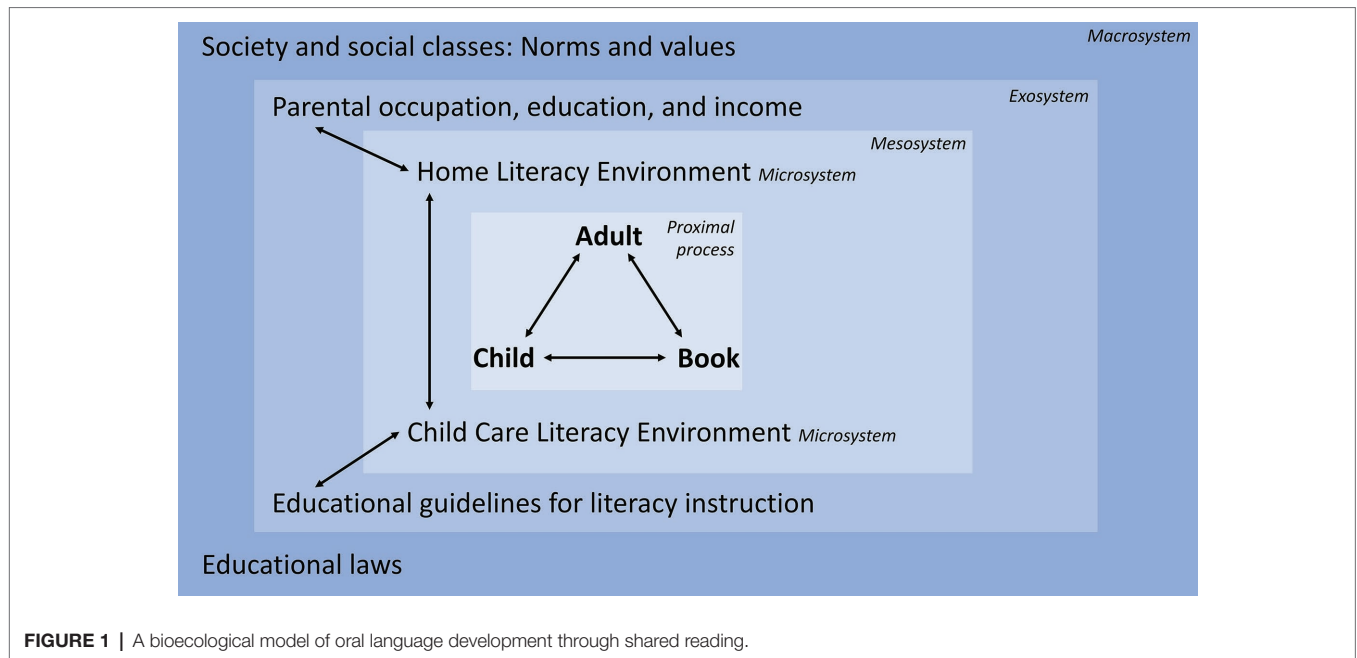 Society and social classes: Norms and values
Macrosystem
Parental occupation, education, and income
Exosystem
Mesosystem
Home Literacy Environment Microsystem
Adult
Proximal
process
Child
Book
Child Care Literacy Environment Microsystem
Educational guidelines for literacy instruction
Educational laws
FIGURE 1 | A bioecological model of oral language development through shared reading.